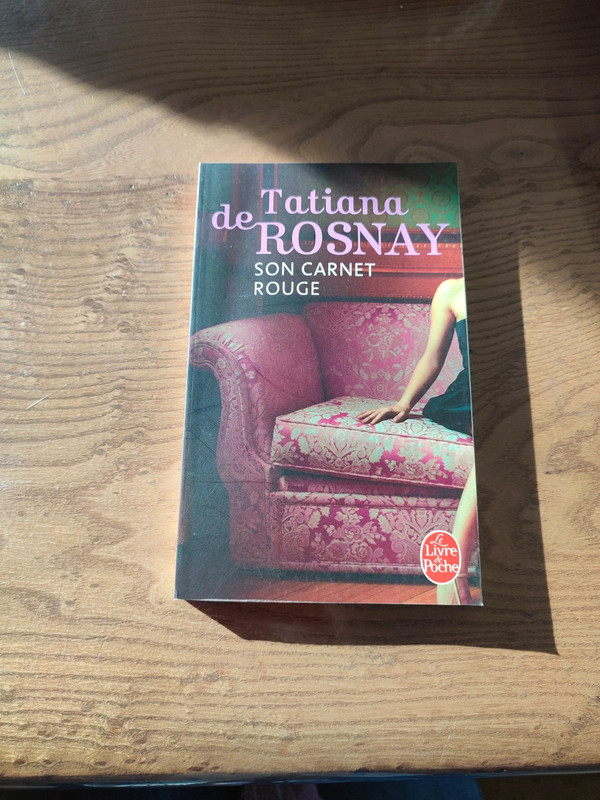 Tatiana
de ROSNAY
SON CARNET
ROUGE
Le
Livre
de
Poche